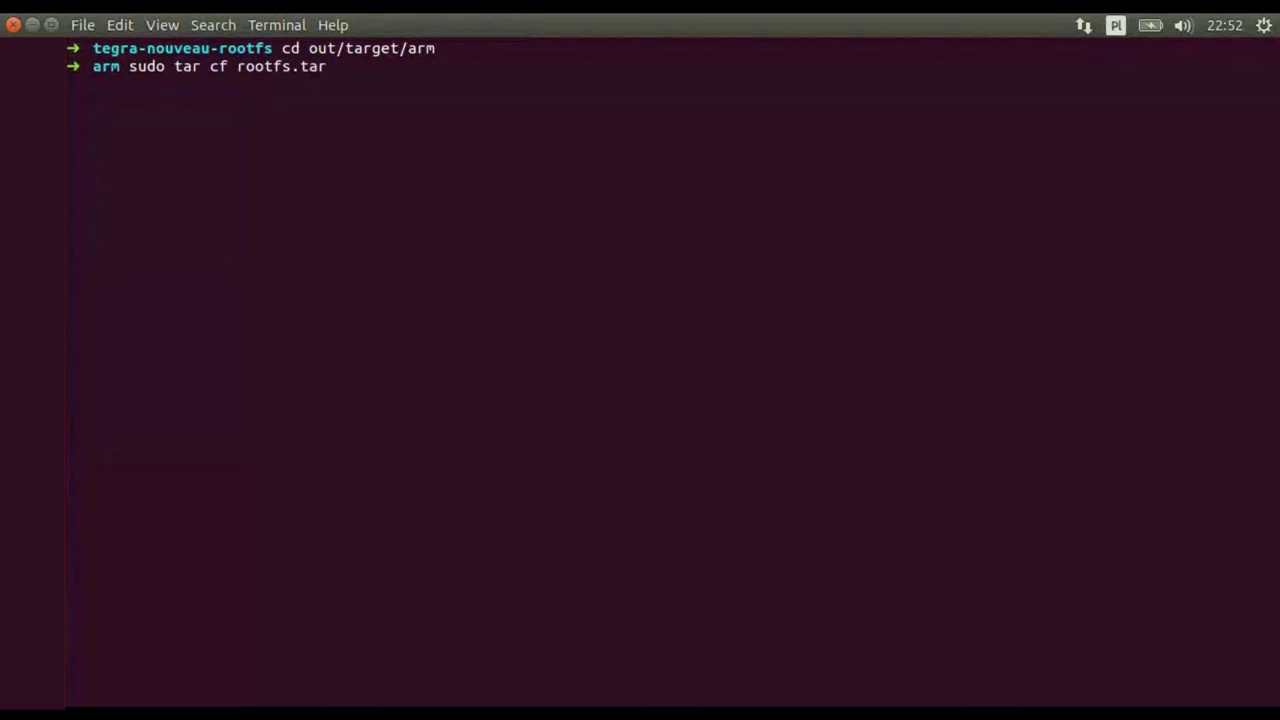 File Edit View Search Terminal Help Pl 22:52
➜ tegra-nouveau-rootfs cd out/target/arm
➜ arm sudo tar cf rootfs.tar